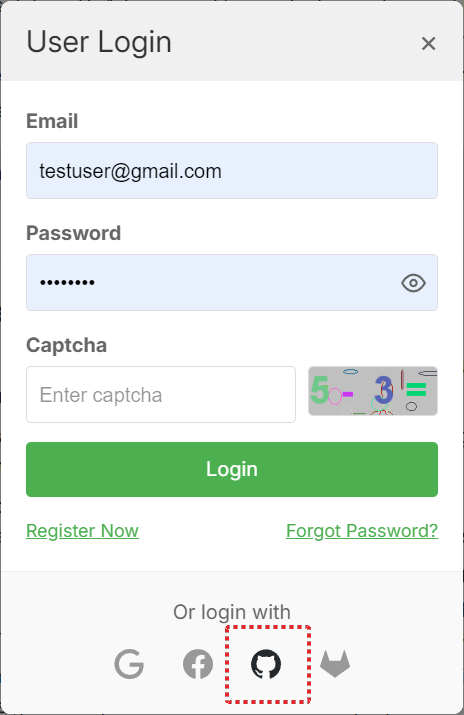 User Login
×
Email
testuser@gmail.com
Password
••••••••
Captcha
Enter captcha
5 - 3 =
Login
Register Now
Forgot Password?
Or login with